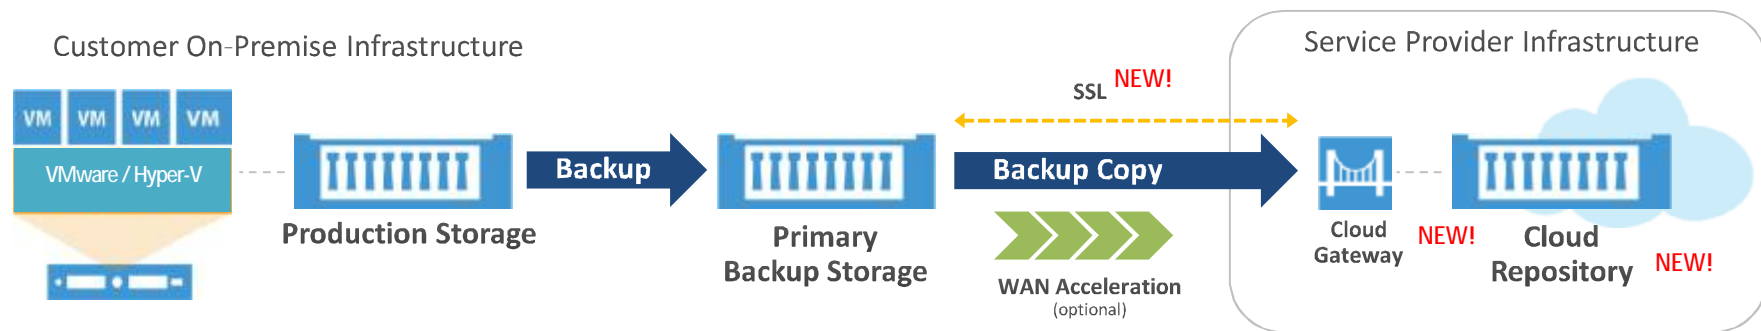 Customer On-Premise Infrastructure
Service Provider Infrastructure
VM VM VM VM
VMware / Hyper-V
Production Storage
Backup
Primary
Backup Storage
SSL NEW!
Backup Copy
WAN Acceleration
(optional)
Cloud
Gateway
NEW!
Cloud
Repository
NEW!